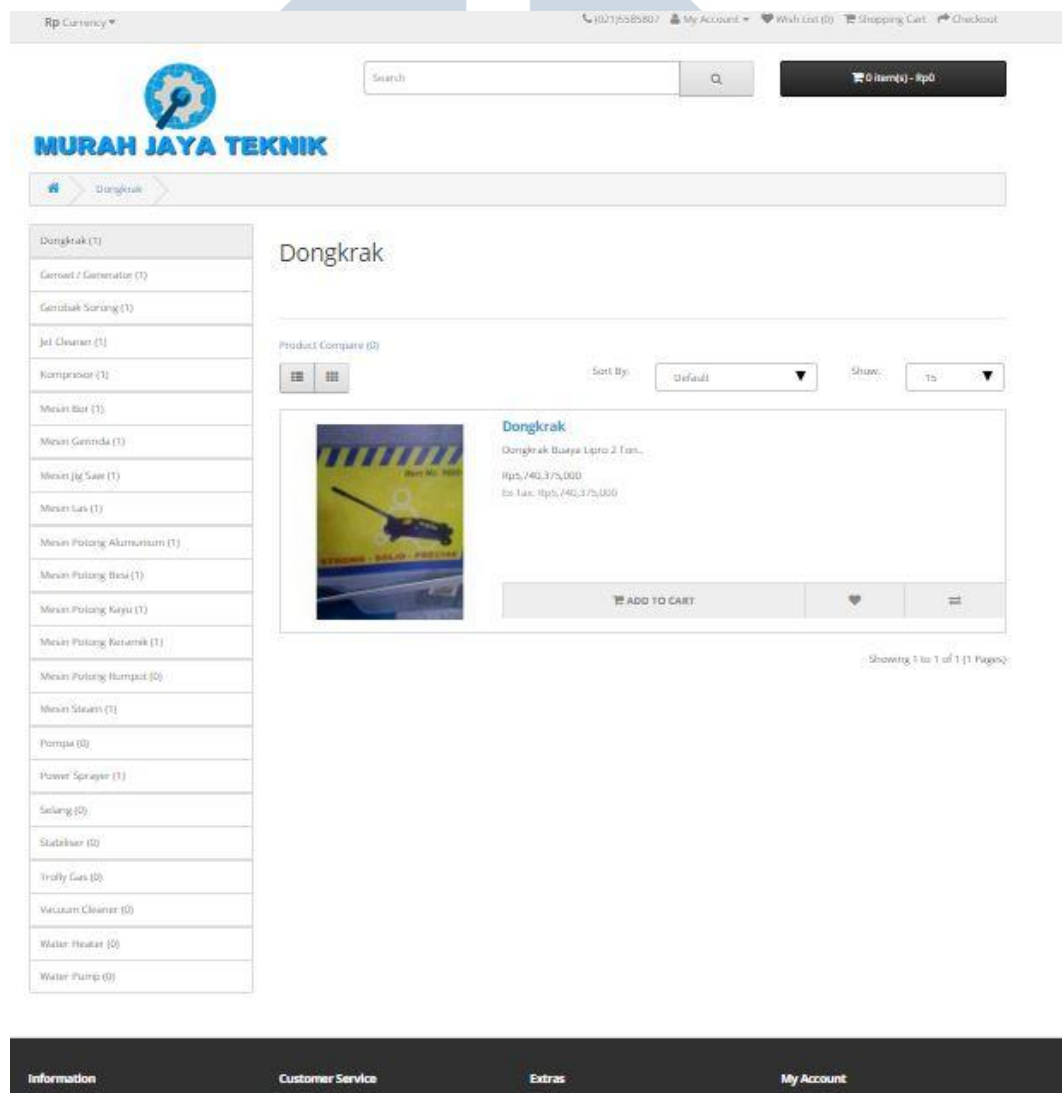 Rp Currency
(021)5585807 My Account Wish List (0) Shopping Cart Checkout
Search
0 item(s) - Rp0
MURAH JAYA TEKNIK
Dongkrak
Dongkrak (1)
Genset / Generator (1)
Gerobak Sorong (1)
Jet Cleaner (1)
Kompresor (1)
Mesin Bor (1)
Mesin Gerinda (1)
Mesin Jig Saw (1)
Mesin Las (1)
Mesin Potong Alumunium (1)
Mesin Potong Besi (1)
Mesin Potong Kayu (1)
Mesin Potong Keramik (1)
Mesin Potong Rumput (0)
Mesin Steam (1)
Pompa (0)
Power Sprayer (1)
Selang (0)
Stabiliser (0)
Trolly Gas (0)
Vacuum Cleaner (0)
Water Heater (0)
Water Pump (0)
Dongkrak
Product Compare (0)
Sort By: Default Show: 15
Item No.
STRONG - SOLID - PRECISE
Dongkrak
Dongkrak Buaya Lipro 2 Ton..
Rp5,740,375,000
Ex Tax: Rp5,740,375,000
ADD TO CART
Showing 1 to 1 of 1 (1 Pages)
Information Customer Service Extras My Account